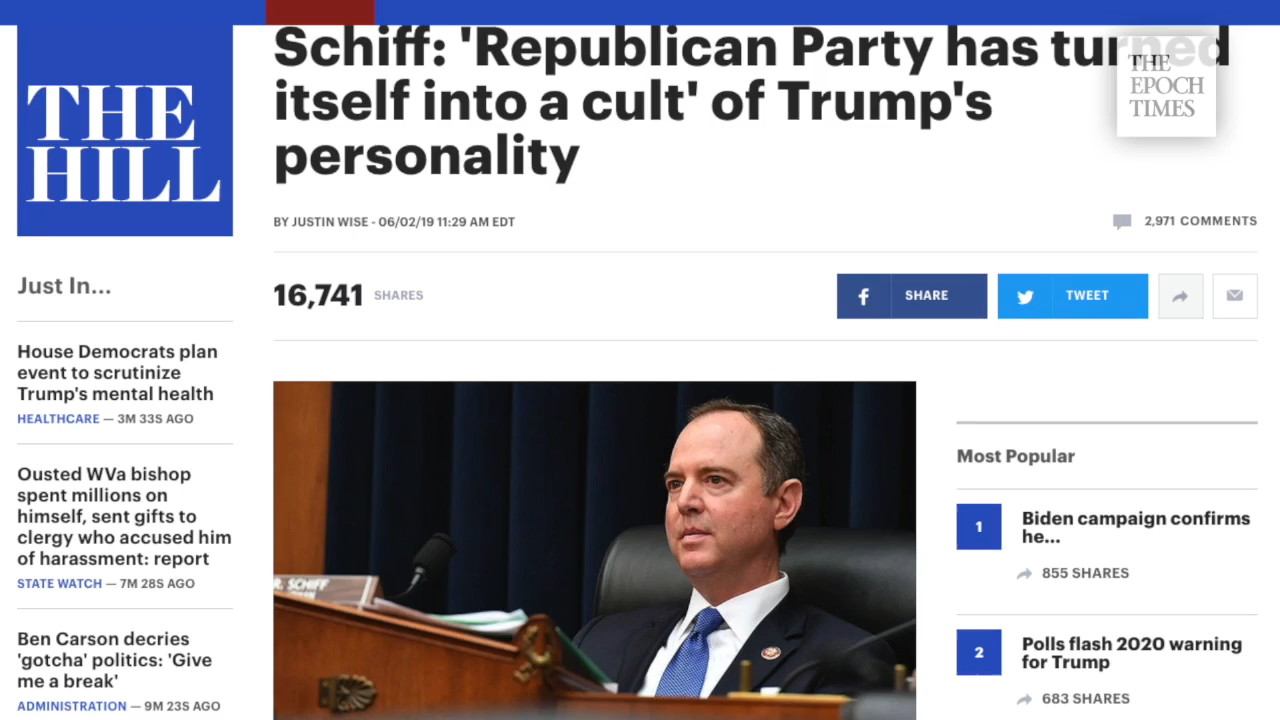 Schiff: 'Republican Party has turned
itself into a cult' of Trump's
personality
THE
EPOCH
TIMES
THE
HILL
BY JUSTIN WISE - 06/02/19 11:29 AM EDT
2,971 COMMENTS
16,741 SHARES
SHARE
TWEET
Just In...
House Democrats plan
event to scrutinize
Trump's mental health
HEALTHCARE — 3M 33S AGO
Ousted WVa bishop
spent millions on
himself, sent gifts to
clergy who accused him
of harassment: report
STATE WATCH — 7M 28S AGO
Ben Carson decries
'gotcha' politics: 'Give
me a break'
ADMINISTRATION — 9M 23S AGO
SCHIFF
Most Popular
1
Biden campaign confirms
he...
855 SHARES
2
Polls flash 2020 warning
for Trump
683 SHARES